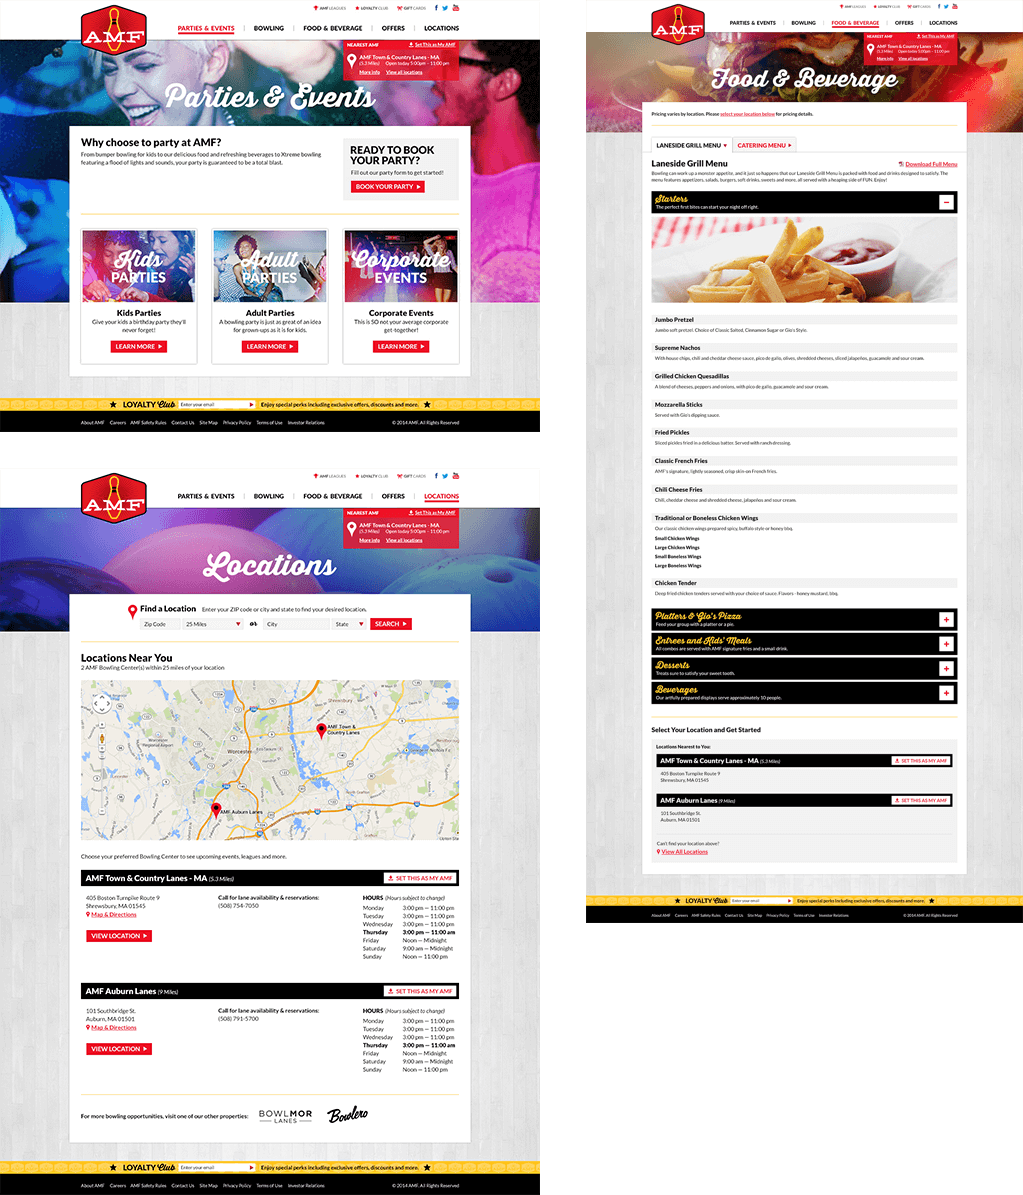 AMF LEAGUES LOYALTY CLUB GIFT CARDS
AMF
PARTIES & EVENTS | BOWLING | FOOD & BEVERAGE | OFFERS | LOCATIONS
NEAREST AMF Set This as My AMF
AMF Town & Country Lanes - MA
(5.3 Miles) Open today 5:00pm - 11:00 pm
More info View all locations
Parties & Events
Why choose to party at AMF?
From bumper bowling for kids to our delicious food and refreshing beverages to Xtreme bowling
featuring a flood of lights and sounds, your party is guaranteed to be a total blast.
READY TO BOOK
YOUR PARTY?
Fill out our party form to get started!
BOOK YOUR PARTY
Kids
PARTIES
Kids Parties
Give your kids a birthday party they'll
never forget!
LEARN MORE
Adult
PARTIES
Adult Parties
A bowling party is just as great of an idea
for grown-ups as it is for kids.
LEARN MORE
Corporate
EVENTS
Corporate Events
This is SO not your average corporate
get-together!
LEARN MORE
LOYALTY Club Enter your email Enjoy special perks including exclusive offers, discounts and more.
About AMF Careers AMF Safety Rules Contact Us Site Map Privacy Policy Terms of Use Investor Relations © 2014 AMF. All Rights Reserved
AMF LEAGUES LOYALTY CLUB GIFT CARDS
AMF
PARTIES & EVENTS | BOWLING | FOOD & BEVERAGE | OFFERS | LOCATIONS
NEAREST AMF Set This as My AMF
AMF Town & Country Lanes - MA
(5.3 Miles) Open today 5:00pm - 11:00 pm
More info View all locations
Locations
Find a Location Enter your ZIP code or city and state to find your desired location.
Zip Code 25 Miles or City State SEARCH
Locations Near You
2 AMF Bowling Center(s) within 25 miles of your location
Shrewsbury
Worcester
AMF Town &
Country Lanes
AMF Auburn Lanes
Choose your preferred Bowling Center to see upcoming events, leagues and more.
AMF Town & Country Lanes - MA (5.3 Miles) SET THIS AS MY AMF
405 Boston Turnpike Route 9
Shrewsbury, MA 01545
Map & Directions
VIEW LOCATION
Call for lane availability & reservations:
(508) 754-7050
HOURS (Hours subject to change)
Monday 3:00 pm — 11:00 pm
Tuesday 3:00 pm — 11:00 pm
Wednesday 3:00 pm — 11:00 pm
Thursday 3:00 pm — 11:00 am
Friday Noon — Midnight
Saturday 9:00 am — Midnight
Sunday Noon — 11:00 pm
AMF Auburn Lanes (9 Miles) SET THIS AS MY AMF
101 Southbridge St.
Auburn, MA 01501
Map & Directions
VIEW LOCATION
Call for lane availability & reservations:
(508) 791-5700
HOURS (Hours subject to change)
Monday 3:00 pm — 11:00 pm
Tuesday 3:00 pm — 11:00 pm
Wednesday 3:00 pm — 11:00 pm
Thursday 3:00 pm — 11:00 am
Friday Noon — Midnight
Saturday 9:00 am — Midnight
Sunday Noon — 11:00 pm
For more bowling opportunities, visit one of our other properties: BOWLMOR LANES Bowlero
LOYALTY Club Enter your email Enjoy special perks including exclusive offers, discounts and more.
About AMF Careers AMF Safety Rules Contact Us Site Map Privacy Policy Terms of Use Investor Relations © 2014 AMF. All Rights Reserved
AMF LEAGUES LOYALTY CLUB GIFT CARDS
AMF
PARTIES & EVENTS | BOWLING | FOOD & BEVERAGE | OFFERS | LOCATIONS
NEAREST AMF Set This as My AMF
AMF Town & Country Lanes - MA
(5.3 Miles) Open today 5:00pm - 11:00 pm
More info View all locations
Food & Beverage
Pricing varies by location. Please select your location below for pricing details.
LANESIDE GRILL MENU CATERING MENU
Laneside Grill Menu Download Full Menu
Bowling can work up a monster appetite, and it just so happens that our Laneside Grill Menu is packed with food and drinks designed to satisfy. The
menu features appetizers, salads, burgers, soft drinks, sweets and more, all served with a heaping side of FUN. Enjoy!
Starters
The perfect first bites can start your night off right.
Jumbo Pretzel
Jumbo soft pretzel. Choice of Classic Salted, Cinnamon Sugar or Gio's Style.
Supreme Nachos
With house chips, chili and cheddar cheese sauce, pico de gallo, olives, shredded cheeses, sliced jalapeños, guacamole and sour cream.
Grilled Chicken Quesadillas
A blend of cheeses, peppers and onions, with pico de gallo, guacamole and sour cream.
Mozzarella Sticks
Served with Gio's dipping sauce.
Fried Pickles
Sliced pickles fried in a delicious batter. Served with ranch dressing.
Classic French Fries
AMF's signature, lightly seasoned, crisp skin-on French fries.
Chili Cheese Fries
Chili, cheddar cheese and shredded cheese, jalapeños and sour cream.
Traditional or Boneless Chicken Wings
Our classic chicken wings prepared spicy, buffalo style or honey bbq.
Small Chicken Wings
Large Chicken Wings
Small Boneless Wings
Large Boneless Wings
Chicken Tender
Deep fried chicken tenders served with your choice of sauce. Flavors - honey mustard, bbq.
Platters & Gio's Pizza
Feed your group with a platter or a pie.
Entrees and Kids' Meals
All combos are served with AMF signature fries and a small drink.
Desserts
Treats sure to satisfy your sweet tooth.
Beverages
Our artfully prepared displays serve approximately 50 people.
Select Your Location and Get Started
Locations Nearest to You:
AMF Town & Country Lanes - MA (5.3 Miles) SET THIS AS MY AMF
405 Boston Turnpike Route 9
Shrewsbury, MA 01545
AMF Auburn Lanes (9 Miles) SET THIS AS MY AMF
101 Southbridge St.
Auburn, MA 01501
Can't find your location above?
View All Locations
LOYALTY Club Enter your email Enjoy special perks including exclusive offers, discounts and more.
About AMF Careers AMF Safety Rules Contact Us Site Map Privacy Policy Terms of Use Investor Relations © 2014 AMF. All Rights Reserved